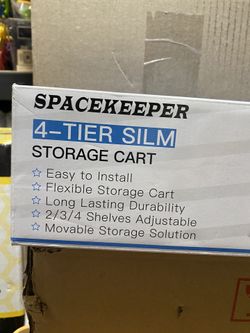 SPACEKEEPER
4-TIER SILM
STORAGE CART
☆ Easy to Install
☆ Flexible Storage Cart
☆ Long Lasting Durability
☆ 2/3/4 Shelves Adjustable
☆ Movable Storage Solution